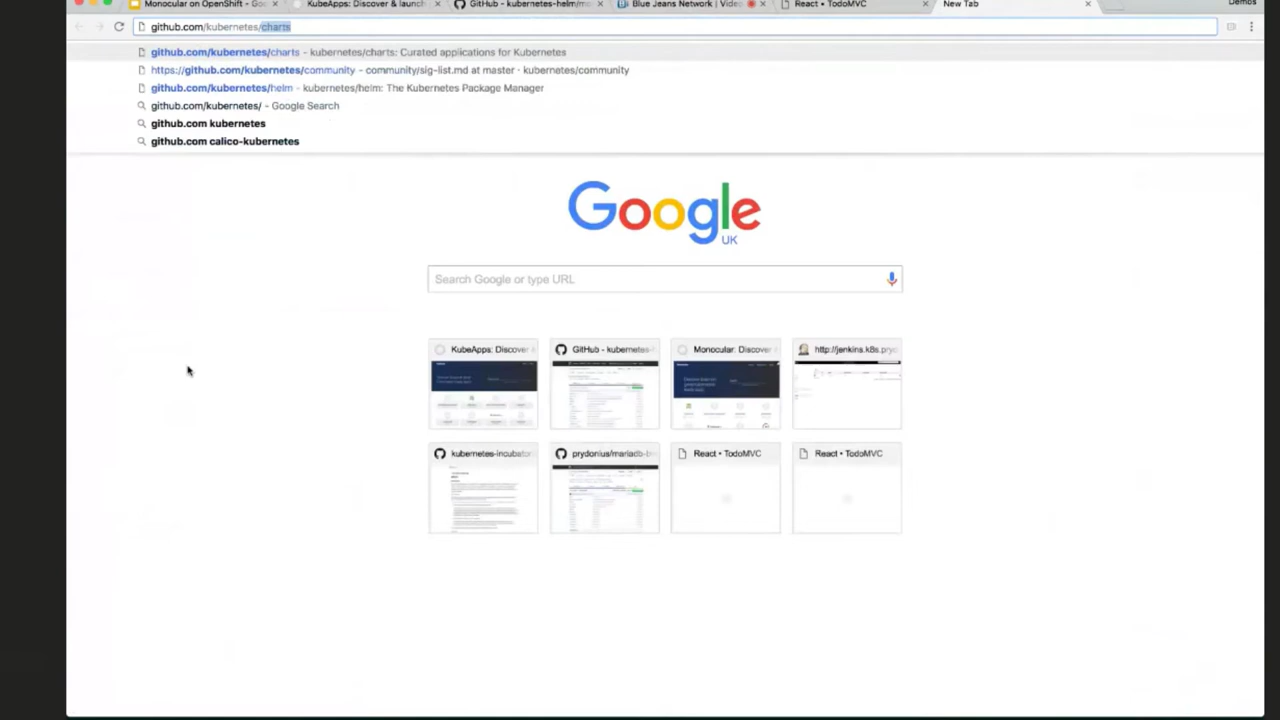 Monocular on OpenShift - Goo
KubeApps: Discover & launch
GitHub - kubernetes-helm/mo
Blue Jeans Network | Video
React • TodoMVC
New Tab
Demos
github.com/kubernetes/charts
github.com/kubernetes/charts - kubernetes/charts: Curated applications for Kubernetes
https://github.com/kubernetes/community - community/sig-list.md at master · kubernetes/community
github.com/kubernetes/helm - kubernetes/helm: The Kubernetes Package Manager
github.com/kubernetes/ - Google Search
github.com kubernetes
github.com calico-kubernetes
Google
UK
Search Google or type URL
KubeApps: Discover
GitHub - kubernetes-h
Monocular: Discover
http://jenkins.k8s.pryd
kubernetes-incubator
prydonius/mariadb-b
React • TodoMVC
React • TodoMVC